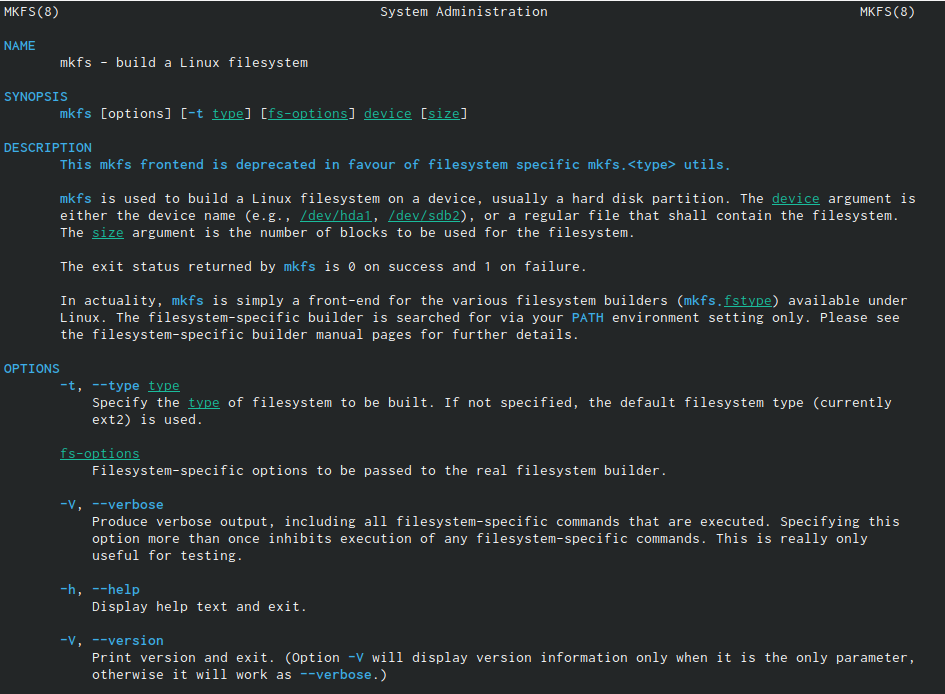 MKFS(8) System Administration MKFS(8)
NAME
mkfs - build a Linux filesystem
SYNOPSIS
mkfs [options] [-t type] [fs-options] device [size]
DESCRIPTION
This mkfs frontend is deprecated in favour of filesystem specific mkfs.<type> utils.
mkfs is used to build a Linux filesystem on a device, usually a hard disk partition. The device argument is
either the device name (e.g., /dev/hda1, /dev/sdb2), or a regular file that shall contain the filesystem.
The size argument is the number of blocks to be used for the filesystem.
The exit status returned by mkfs is 0 on success and 1 on failure.
In actuality, mkfs is simply a front-end for the various filesystem builders (mkfs.fstype) available under
Linux. The filesystem-specific builder is searched for via your PATH environment setting only. Please see
the filesystem-specific builder manual pages for further details.
OPTIONS
-t, --type type
Specify the type of filesystem to be built. If not specified, the default filesystem type (currently
ext2) is used.
fs-options
Filesystem-specific options to be passed to the real filesystem builder.
-V, --verbose
Produce verbose output, including all filesystem-specific commands that are executed. Specifying this
option more than once inhibits execution of any filesystem-specific commands. This is really only
useful for testing.
-h, --help
Display help text and exit.
-V, --version
Print version and exit. (Option -V will display version information only when it is the only parameter,
otherwise it will work as --verbose.)